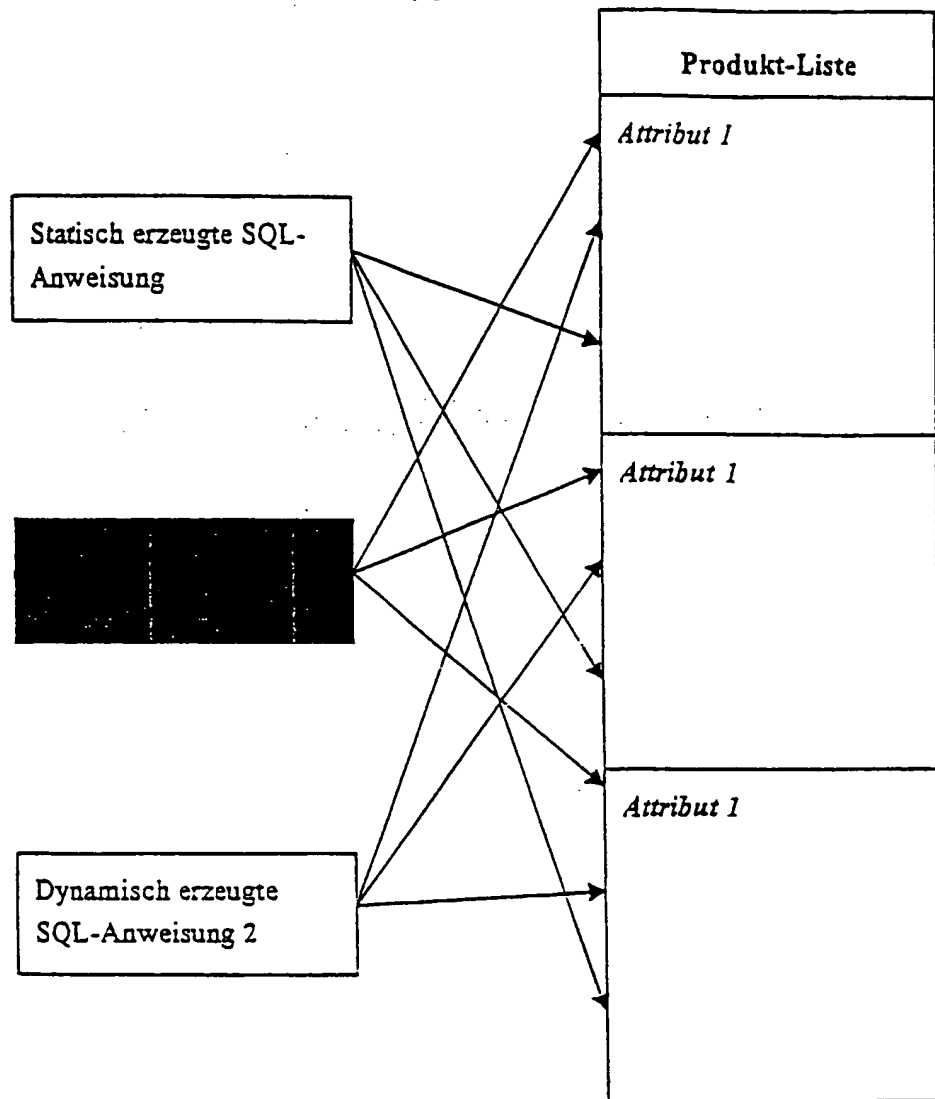 Produkt-Liste
Attribut 1
Statisch erzeugte SQL-
Anweisung
Attribut 1
Attribut 1
Dynamisch erzeugte
SQL-Anweisung 2